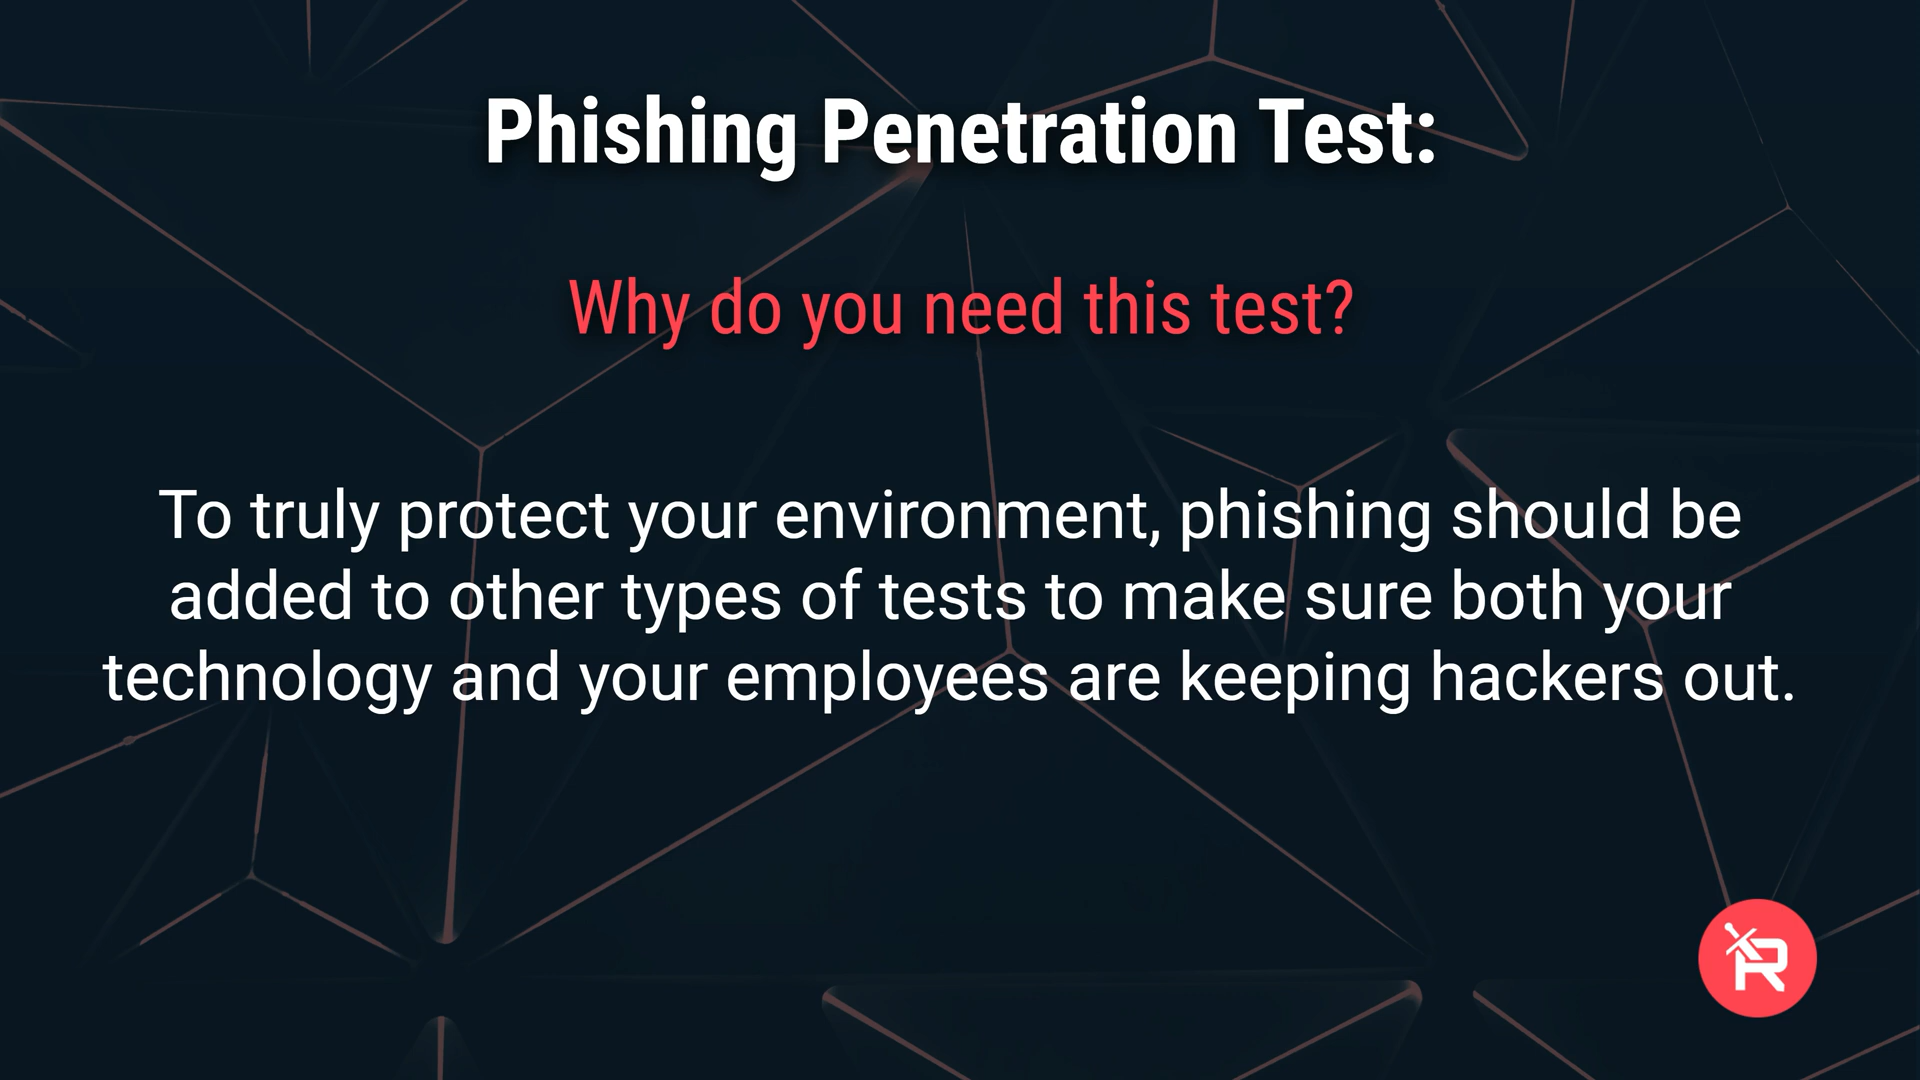 Phishing Penetration Test:
Why do you need this test?
To truly protect your environment, phishing should be
added to other types of tests to make sure both your
technology and your employees are keeping hackers out.
R